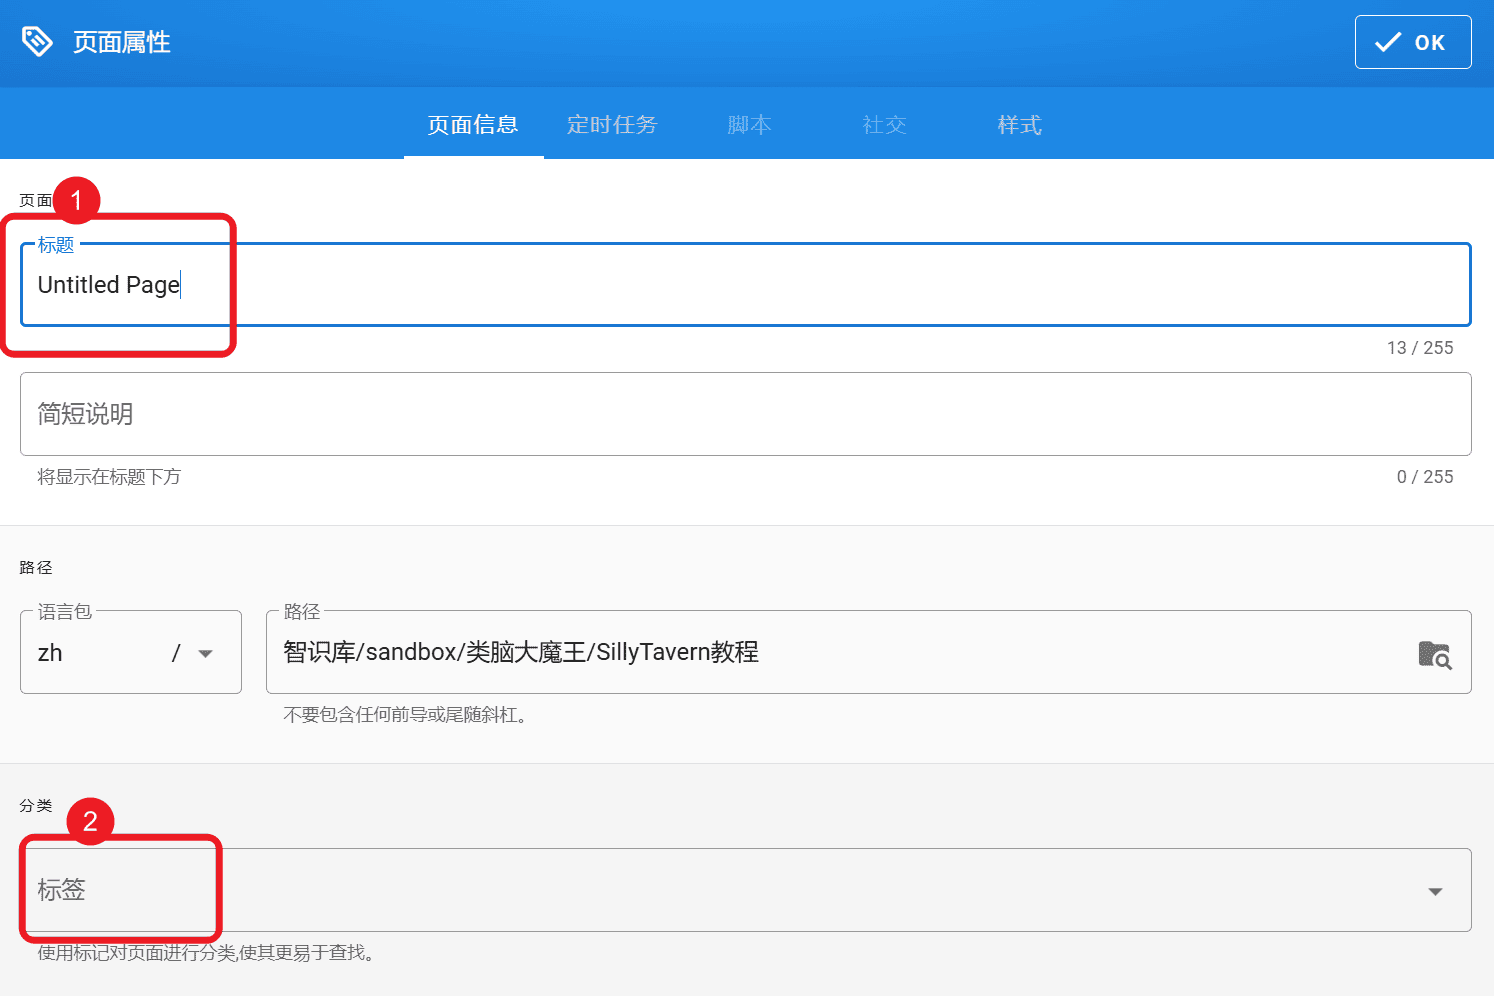 页面属性
OK
页面信息 定时任务 脚本 社交 样式
页面
1
标题
Untitled Page
13 / 255
简短说明
将显示在标题下方
0 / 255
路径
语言包
zh /
路径
智识库/sandbox/类脑大魔王/SillyTavern教程
不要包含任何前导或尾随斜杠。
分类
2
标签
使用标记对页面进行分类,使其更易于查找。